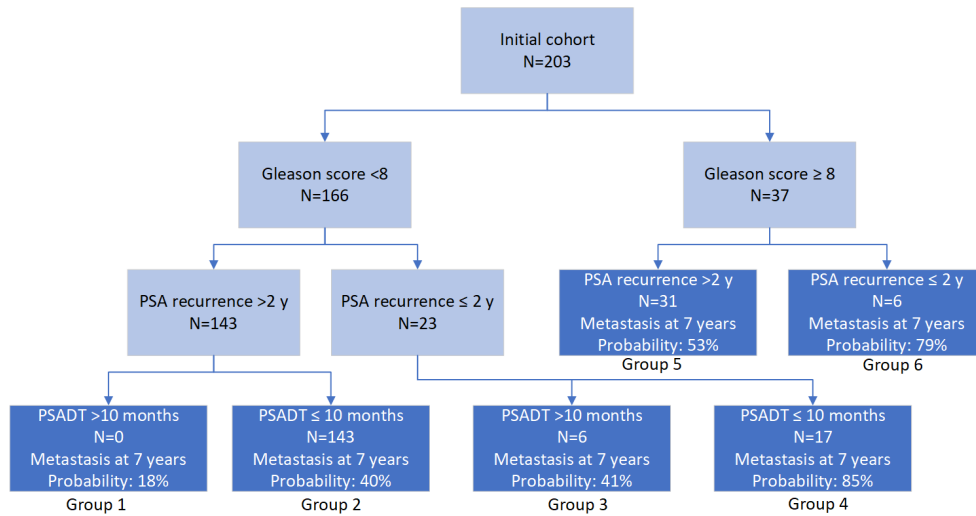 Initial cohort
N=203
Gleason score <8
N=166
Gleason score ≥ 8
N=37
PSA recurrence >2 y
N=143
PSA recurrence ≤ 2 y
N=23
PSA recurrence >2 y
N=31
Metastasis at 7 years
Probability: 53%
Group 5
PSA recurrence ≤ 2 y
N=6
Metastasis at 7 years
Probability: 79%
Group 6
PSADT >10 months
N=0
Metastasis at 7 years
Probability: 18%
Group 1
PSADT ≤ 10 months
N=143
Metastasis at 7 years
Probability: 40%
Group 2
PSADT >10 months
N=6
Metastasis at 7 years
Probability: 41%
Group 3
PSADT ≤ 10 months
N=17
Metastasis at 7 years
Probability: 85%
Group 4